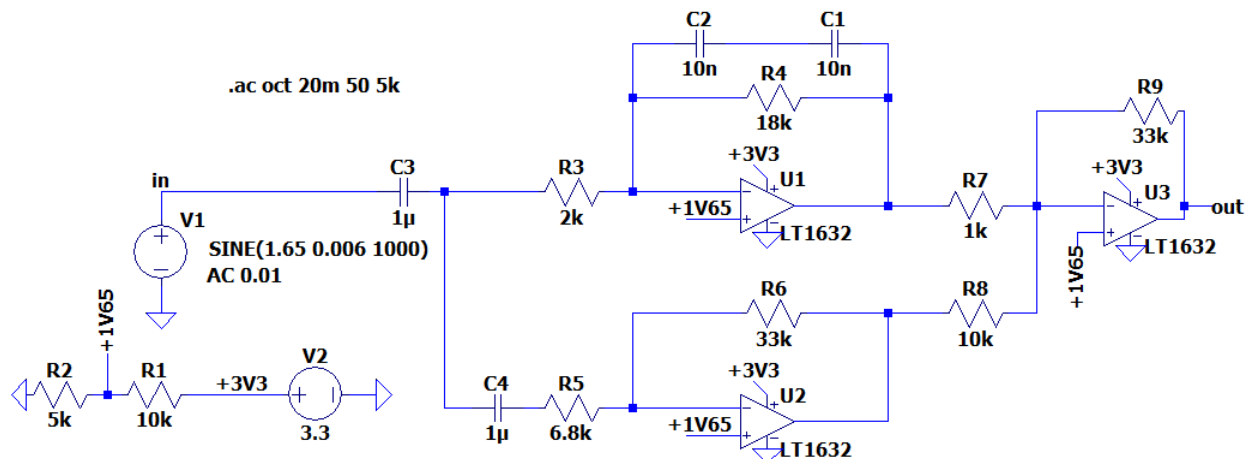 C2
C1
10n
10n
.ac oct 20m 50 5k
R4
18k
R9
33k
+3V3
+3V3
in
C3
R3
U1
R7
U3
1µ
2k
+1V65
1k
out
V1
LT1632
LT1632
SINE(1.65 0.006 1000)
AC 0.01
+1V65
R6
R8
33k
10k
+1V65
V2
+3V3
R2
R1
+3V3
C4
R5
U2
5k
10k
3.3
1µ
6.8k
+1V65
LT1632